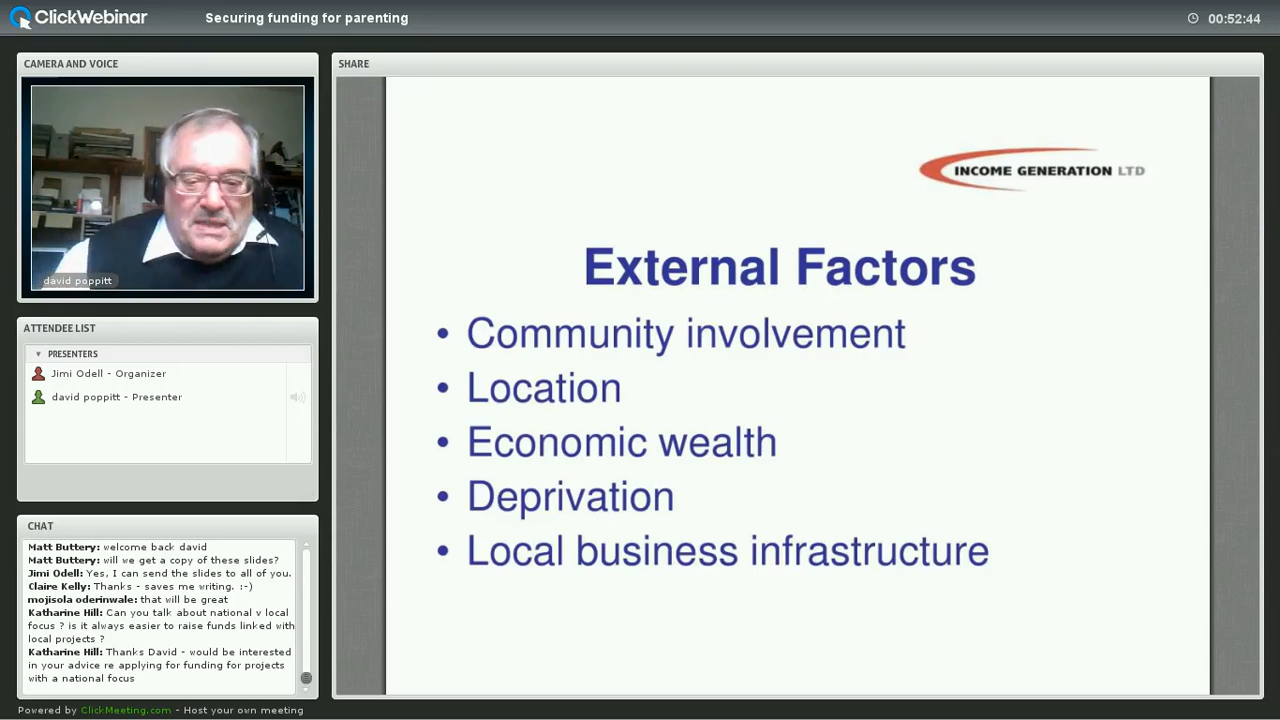 ClickWebinar
Securing funding for parenting
00:52:44
CAMERA AND VOICE
david poppitt
ATTENDEE LIST
PRESENTERS
Jimi Odell - Organizer
david poppitt - Presenter
CHAT
Matt Buttery: welcome back david
Matt Buttery: will we get a copy of these slides?
Jimi Odell: Yes, I can send the slides to all of you.
Claire Kelly: Thanks - saves me writing. :-)
mojisola oderinwale: that will be great
Katharine Hill: Can you talk about national v local
focus ? is it always easier to raise funds linked with
local projects ?
Katharine Hill: Thanks David - would be interested
in your advice re applying for funding for projects
with a national focus
SHARE
INCOME GENERATION LTD
External Factors
• Community involvement
• Location
• Economic wealth
• Deprivation
• Local business infrastructure
Powered by ClickMeeting.com - Host your own meeting